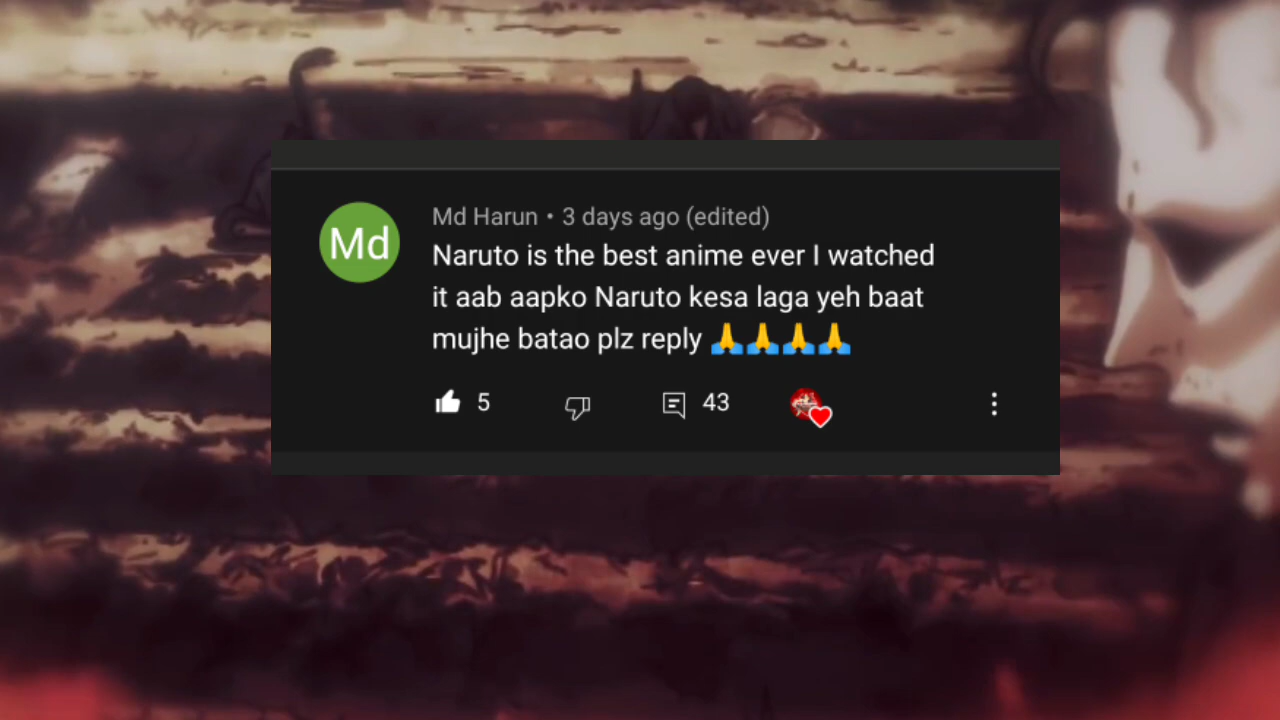 Md
Md Harun • 3 days ago (edited)
Naruto is the best anime ever I watched
it aab aapko Naruto kesa laga yeh baat
mujhe batao plz reply 🙏🙏🙏🙏
5
43